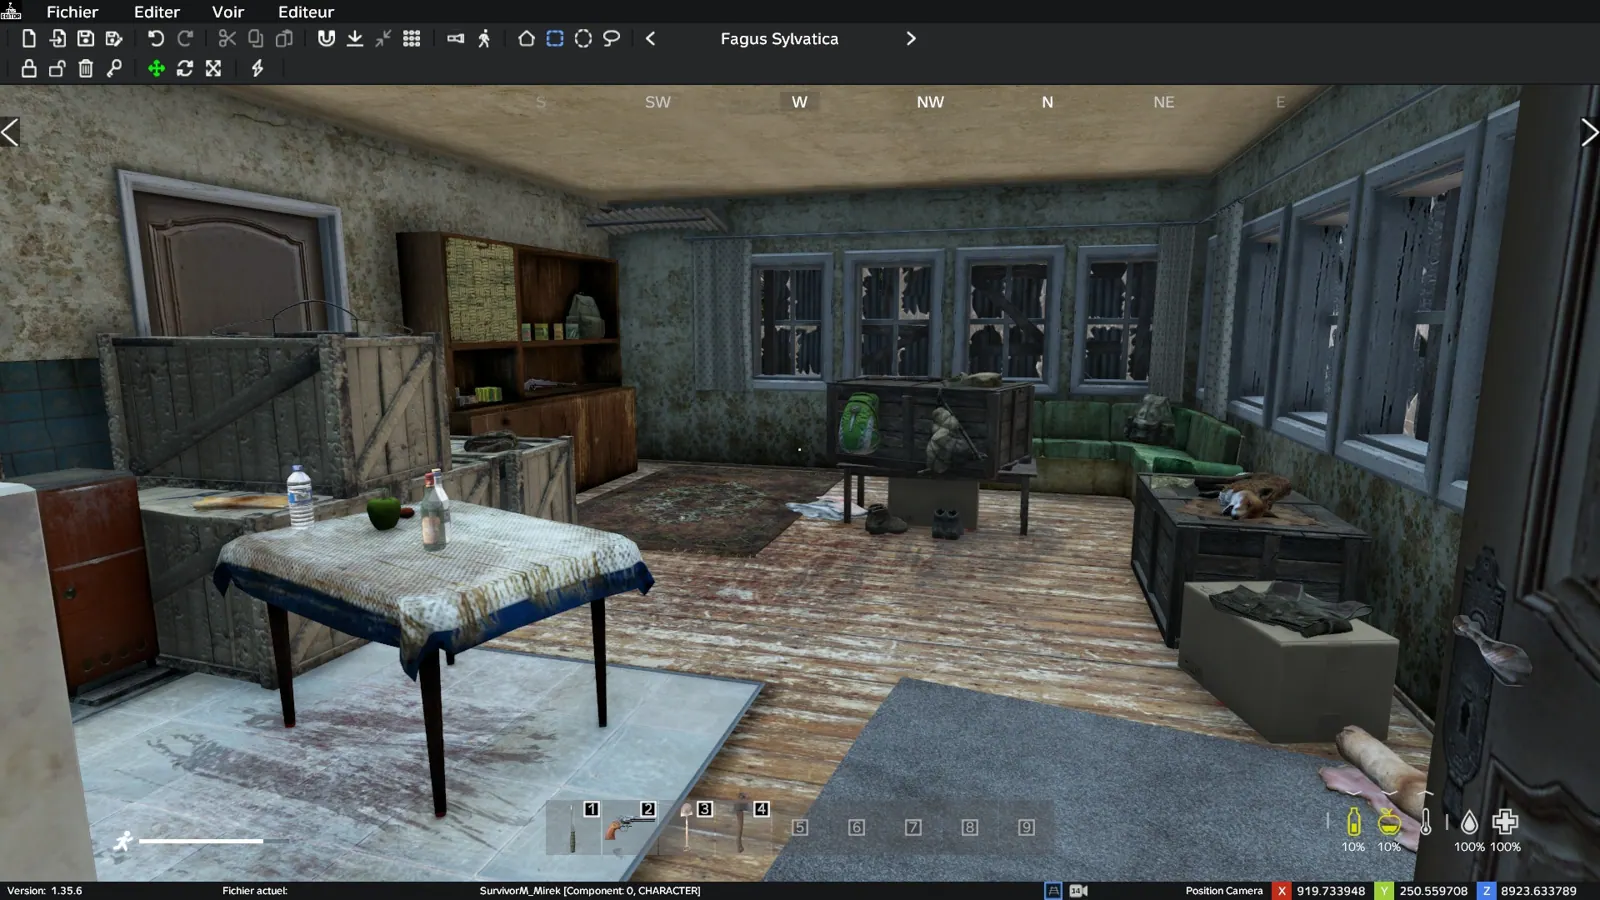 Fichier Editer Voir Editeur
Fagus Sylvatica
S SW W NW N NE E
1 2 3 4 5 6 7 8 9
10% 10% 100% 100%
Version: 1.35.6 Fichier actuel: SurvivorM_Mirek [Component: 0, CHARACTER] Position Camera X 919.733948 Y 250.559708 Z 8923.633789